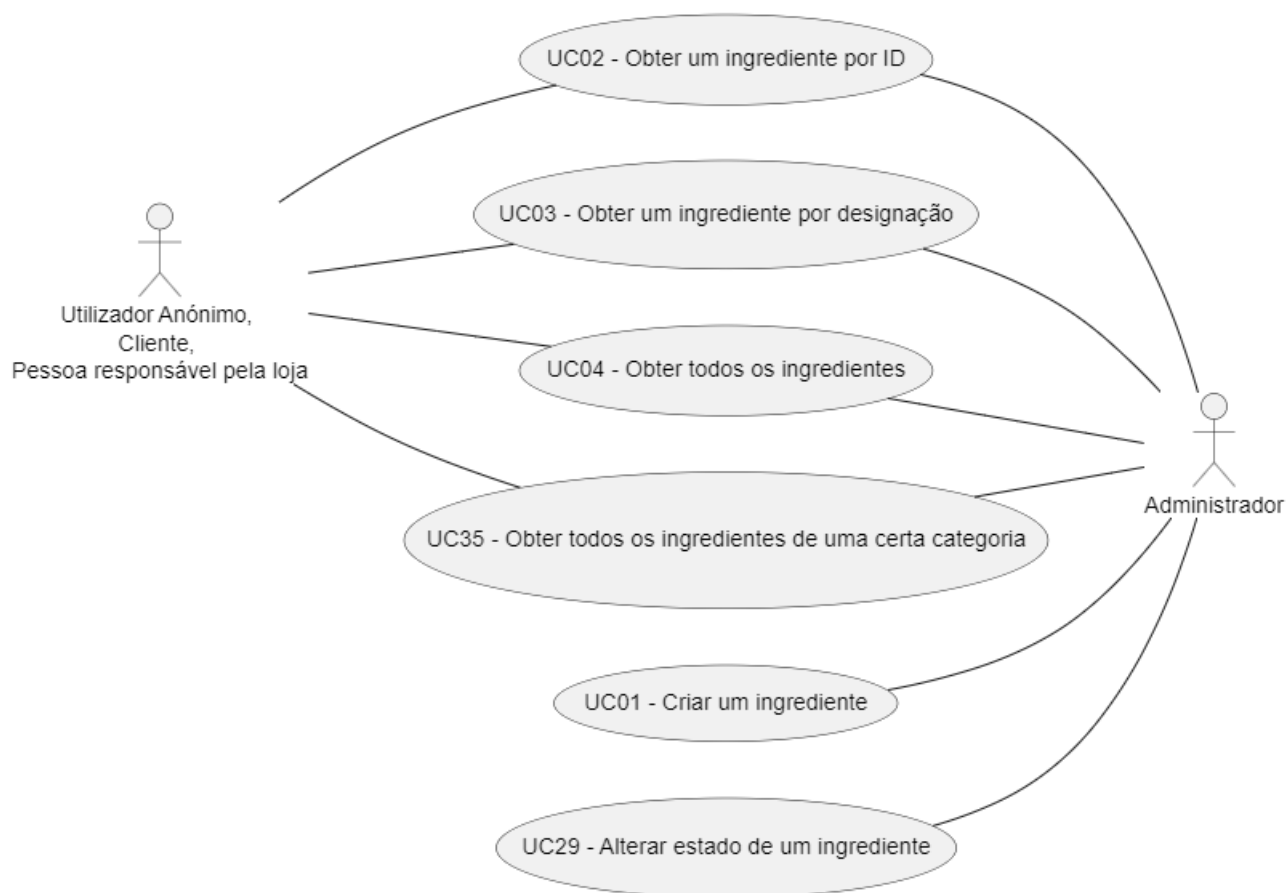 UC02 - Obter um ingrediente por ID
UC03 - Obter um ingrediente por designação
Utilizador Anónimo,
Cliente,
Pessoa responsável pela loja
UC04 - Obter todos os ingredientes
Administrador
UC35 - Obter todos os ingredientes de uma certa categoria
UC01 - Criar um ingrediente
UC29 - Alterar estado de um ingrediente